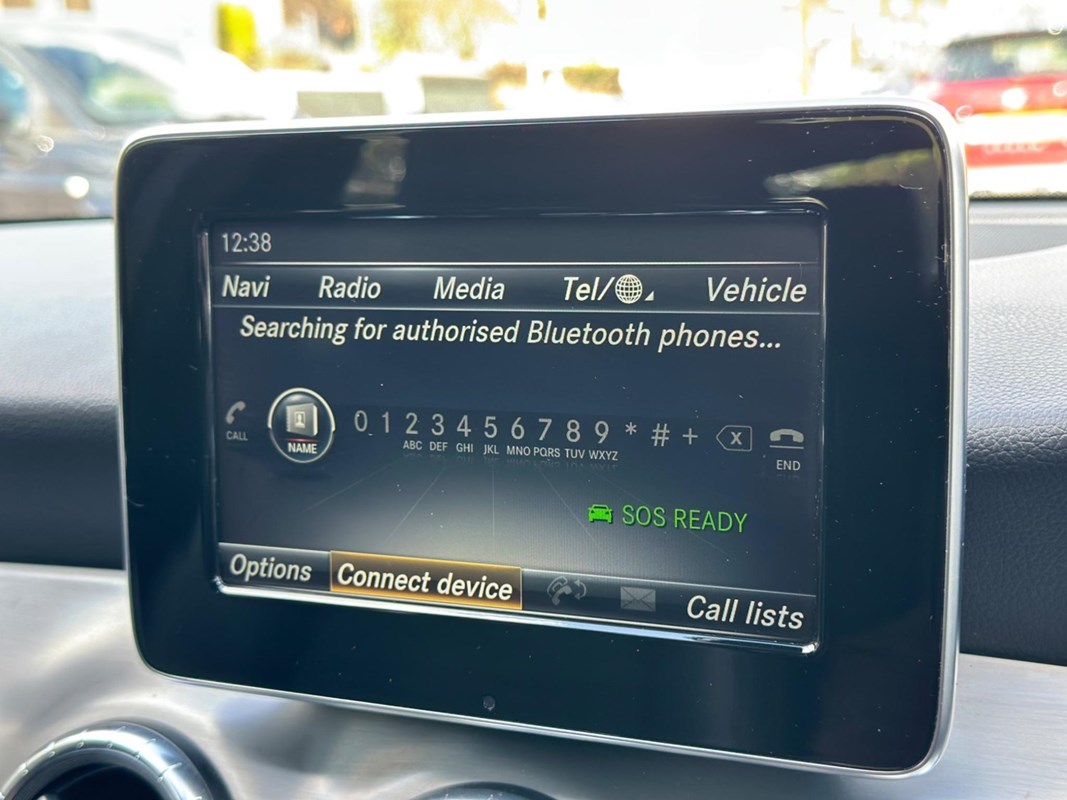 12:38
Navi Radio Media Tel/ Vehicle
Searching for authorised Bluetooth phones...
CALL NAME 0 1 2 3 4 5 6 7 8 9 * # + X END
ABC DEF GHI JKL MNO PQRS TUV WXYZ
SOS READY
Options Connect device Call lists